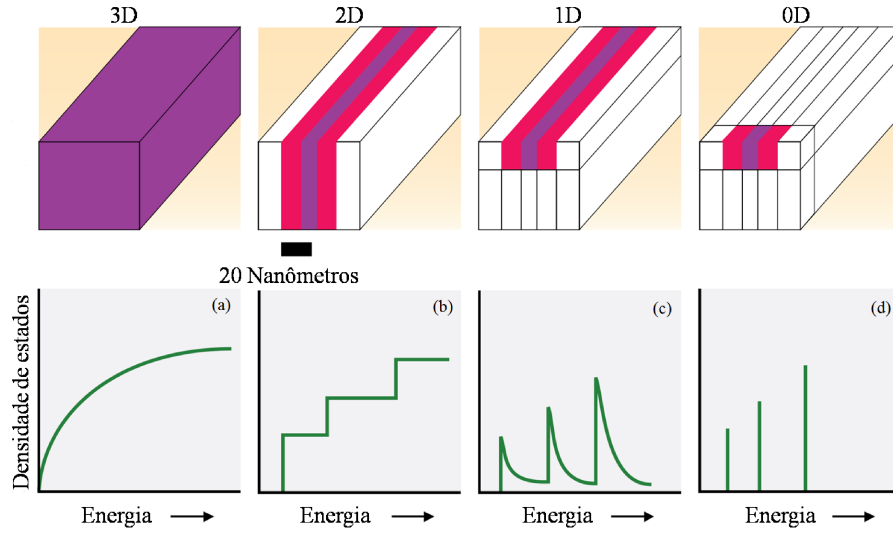 3D
2D
1D
0D
20 Nanômetros
Densidade de estados
(a)
(b)
(c)
(d)
Energia
Energia
Energia
Energia